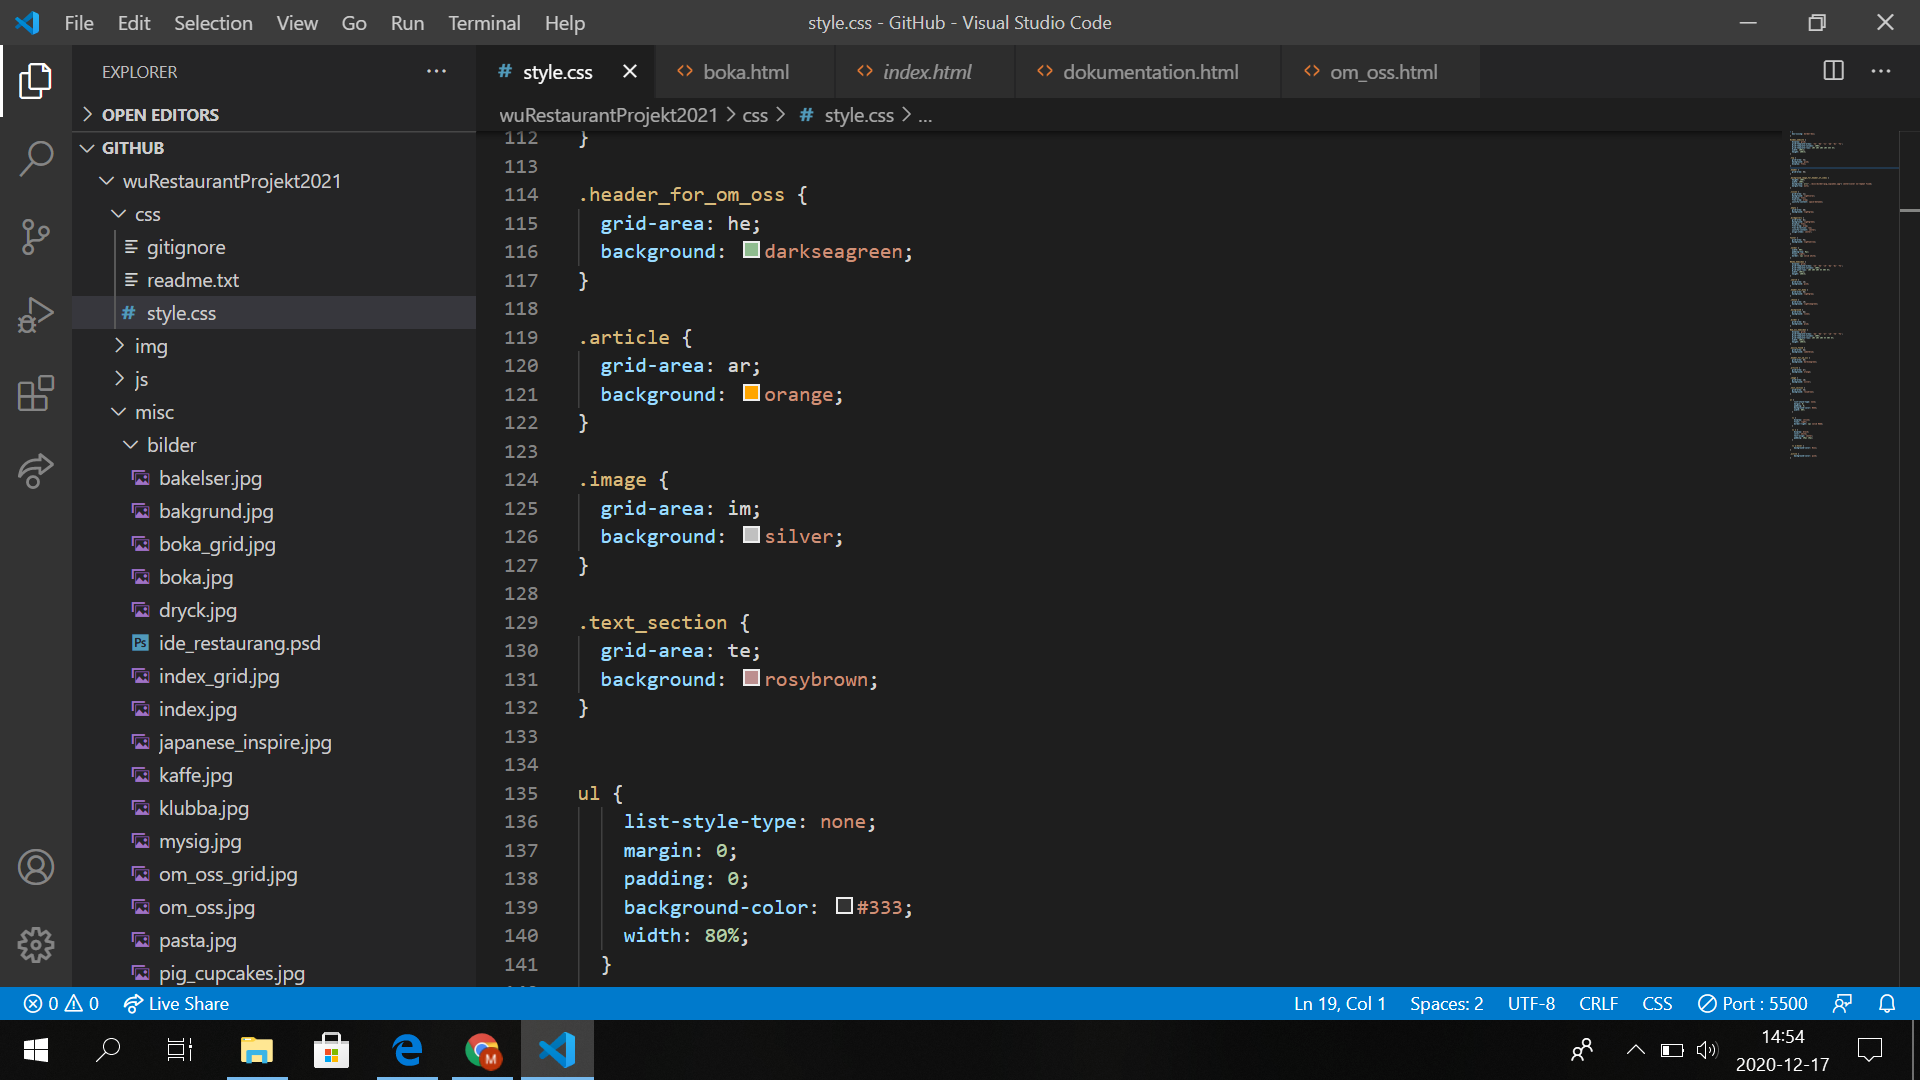 File Edit Selection View Go Run Terminal Help
style.css - GitHub - Visual Studio Code
EXPLORER
OPEN EDITORS
GITHUB
wuRestaurantProjekt2021
css
gitignore
readme.txt
# style.css
img
js
misc
bilder
bakelser.jpg
bakgrund.jpg
boka_grid.jpg
boka.jpg
dryck.jpg
Ps ide_restaurang.psd
index_grid.jpg
index.jpg
japanese_inspire.jpg
kaffe.jpg
klubba.jpg
mysig.jpg
om_oss_grid.jpg
om_oss.jpg
pasta.jpg
pig_cupcakes.jpg
# style.css <> boka.html <> index.html <> dokumentation.html <> om_oss.html
wuRestaurantProjekt2021 > css > # style.css > ...
112 }
113
114 .header_for_om_oss {
115 grid-area: he;
116 background: darkseagreen;
117 }
118
119 .article {
120 grid-area: ar;
121 background: orange;
122 }
123
124 .image {
125 grid-area: im;
126 background: silver;
127 }
128
129 .text_section {
130 grid-area: te;
131 background: rosybrown;
132 }
133
134
135 ul {
136 list-style-type: none;
137 margin: 0;
138 padding: 0;
139 background-color: #333;
140 width: 80%;
141 }
0 0 Live Share
Ln 19, Col 1 Spaces: 2 UTF-8 CRLF CSS Port : 5500
M
14:54
2020-12-17